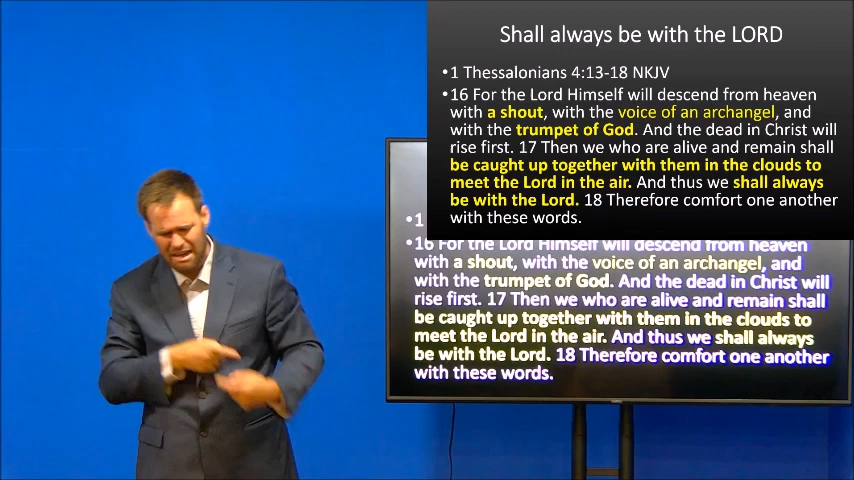 Shall always be with the LORD
•1 Thessalonians 4:13-18 NKJV
•16 For the Lord Himself will descend from heaven
with a shout, with the voice of an archangel, and
with the trumpet of God. And the dead in Christ will
rise first. 17 Then we who are alive and remain shall
be caught up together with them in the clouds to
meet the Lord in the air. And thus we shall always
be with the Lord. 18 Therefore comfort one another
with these words.
•1
•16 For the Lord Himself will descend from heaven
with a shout, with the voice of an archangel, and
with the trumpet of God. And the dead in Christ will
rise first. 17 Then we who are alive and remain shall
be caught up together with them in the clouds to
meet the Lord in the air. And thus we shall always
be with the Lord. 18 Therefore comfort one another
with these words.